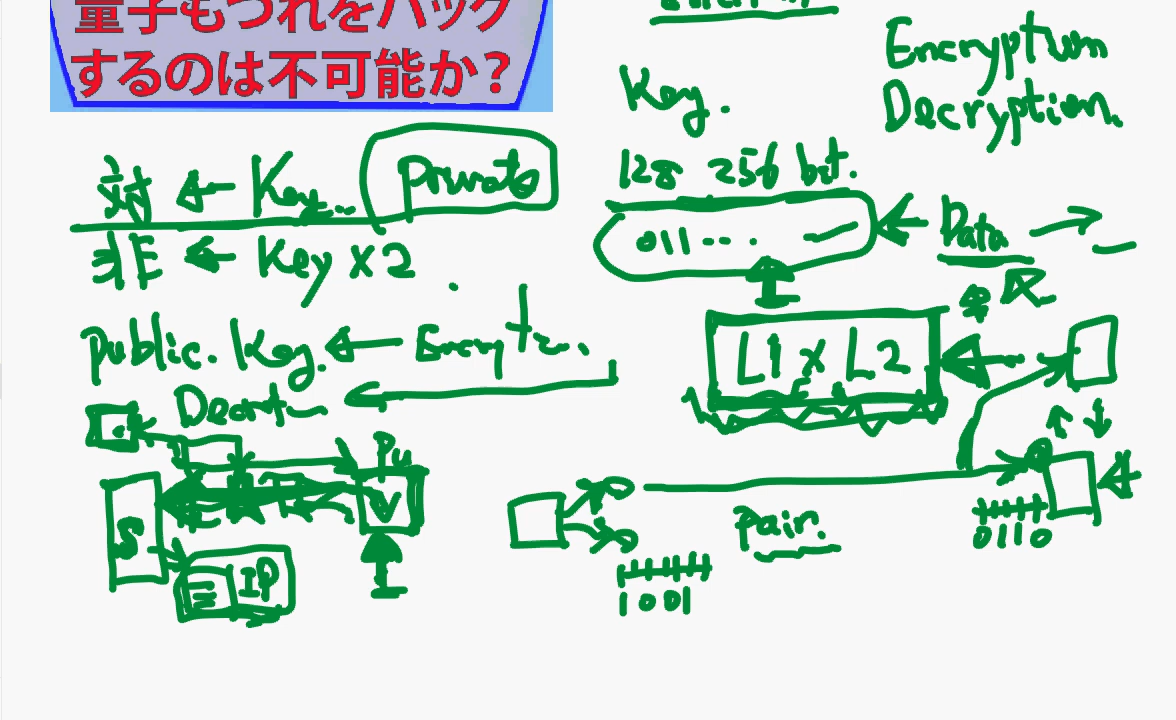 量子もつれをハック
するのは不可能か?
Encryption
Decryption.
Key.
128 256 bit.
対 ← Key... Private
011... ← Data →
非 ← Key x 2
Public. Key. ←
L1 x L2
S
V
Pair.
IP
0110
1001